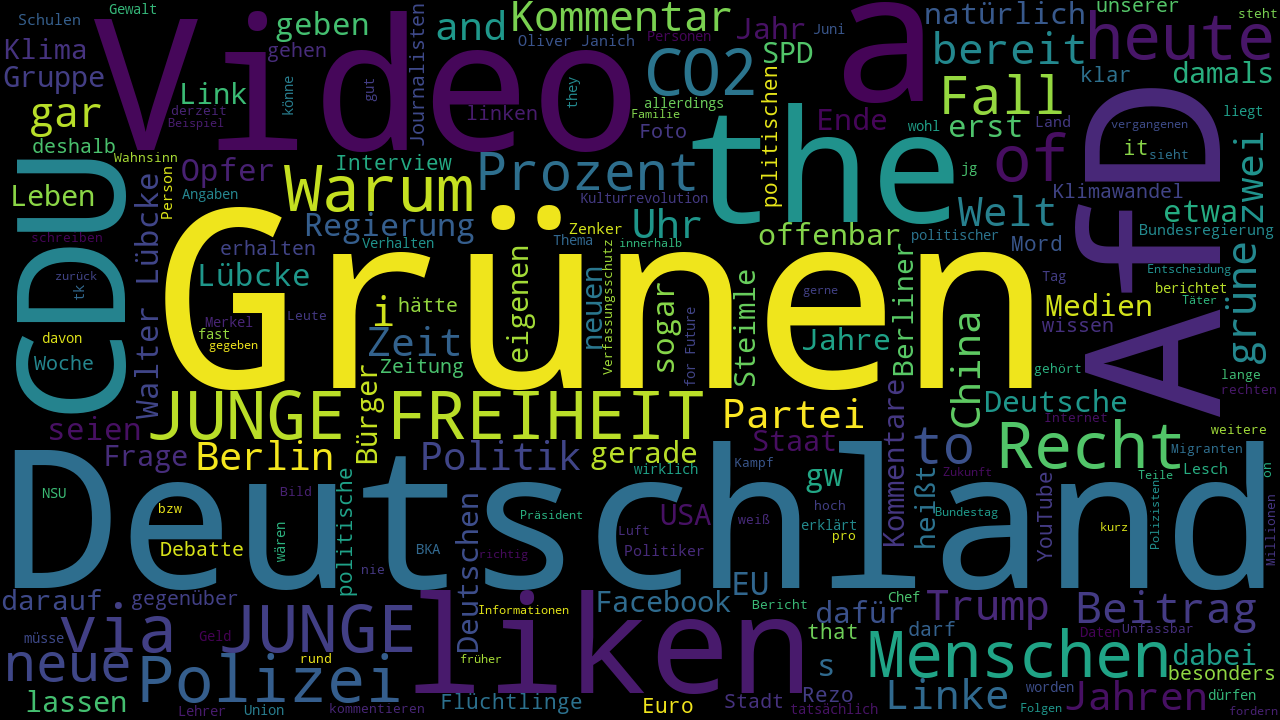 Schulen
Gewalt
geben
and
Kommentar
Jahr
Juni
natürlich
unserer
steht
Klima
gehen
Oliver Janich
Personen
SPD
bereit
heute
Gruppe
Video
Journalisten
CO2
a
klar
damals
Link
könne
gut
linken
they
allerdings
politischen
Fall
liegt
gar
derzeit
Beispiel
Familie
Foto
the
Ende
wohl
erst
Land
vergangenen
deshalb
Wahnsinn
Opfer
Interview
Prozent
of
it
sieht
AfD
zwei
CDU
Leben
Person
Angaben
Warum
Kulturrevolution
jg
Klimawandel
etwa
Walter Lübcke
Regierung
Zenker
Uhr
Welt
Bundesregierung
schreiben
erhalten
Verhalten
Thema
innerhalb
offenbar
politischer
Mord
zurück
tk
Lübcke
Grünen
eigenen
neuen
Verfassungsschutz
sogar
Steimle
Berliner
Tag
Entscheidung
grüne
hätte
i
gerne
Medien
berichtet
Täter
davon
Merkel
Leute
fast
gegeben
Zeit
for Future
Jahre
china
wissen
Woche
Zeitung
gehört
lange
rechten
JUNGE FREIHEIT
Bürger
Partei
Deutsche
Internet
weitere
seien
Frage
Berlin
Politik
gerade
Staat
Kommentare
to
Recht
Migranten
wirklich
Kampf
gw
heißt
Zukunft
Teile
Lesch
on
NSU
Deutschland
bzw
Bild
politische
Deutschen
Präsident
Luft
USA
weiß
hoch
Bundestag
YouTube
Polizisten
kurz
Millionen
Debatte
wären
BKA
nie
richtig
Politiker
erklärt
pro
darauf
gegenüber
liken
Informationen
Facebook
EU
Bericht
Chef
dafür
Trump
Beitrag
müsse
via
Geld
JUNGE
that
darf
Daten
Unfassbar
neue
Polizei
rund
früher
s
Menschen
dabei
besonders
lassen
Lehrer
Union
kommentieren
Flüchtlinge
Euro
Stadt
Rezo
tatsächlich
Linke
worden
Folgen
Jahren
dürfen
fordern